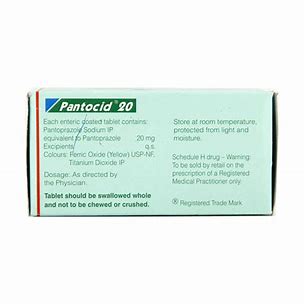 Pantocid® 20
Each enteric coated tablet contains:
Pantoprazole Sodium IP
equivalent to Pantoprazole 20 mg
Excipients q.s.
Colours: Ferric Oxide (Yellow) USP-NF,
Titanium Dioxide IP
Dosage: As directed by
the Physician.
Tablet should be swallowed whole
and not to be chewed or crushed.
Store at room temperature,
protected from light and
moisture.
Schedule H drug – Warning:
To be sold by retail on the
prescription of a Registered
Medical Practitioner only.
® Registered Trade Mark